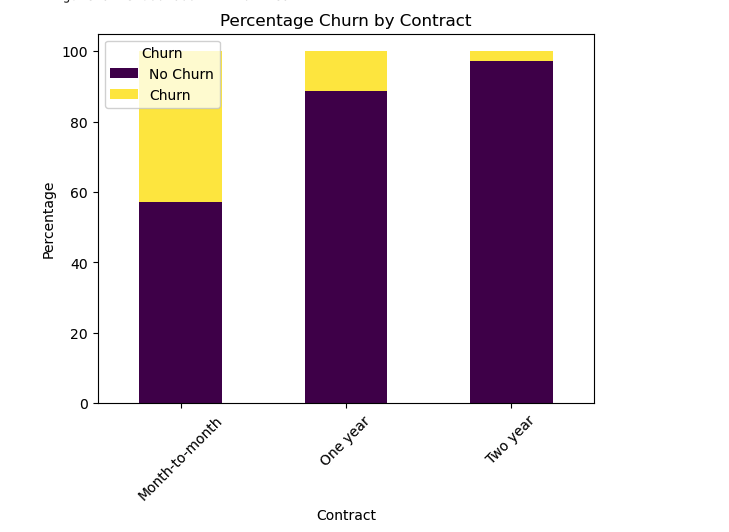 Percentage Churn by Contract
Churn
No Churn
Churn
100
80
60
40
20
0
Percentage
Month-to-month
One year
Two year
Contract